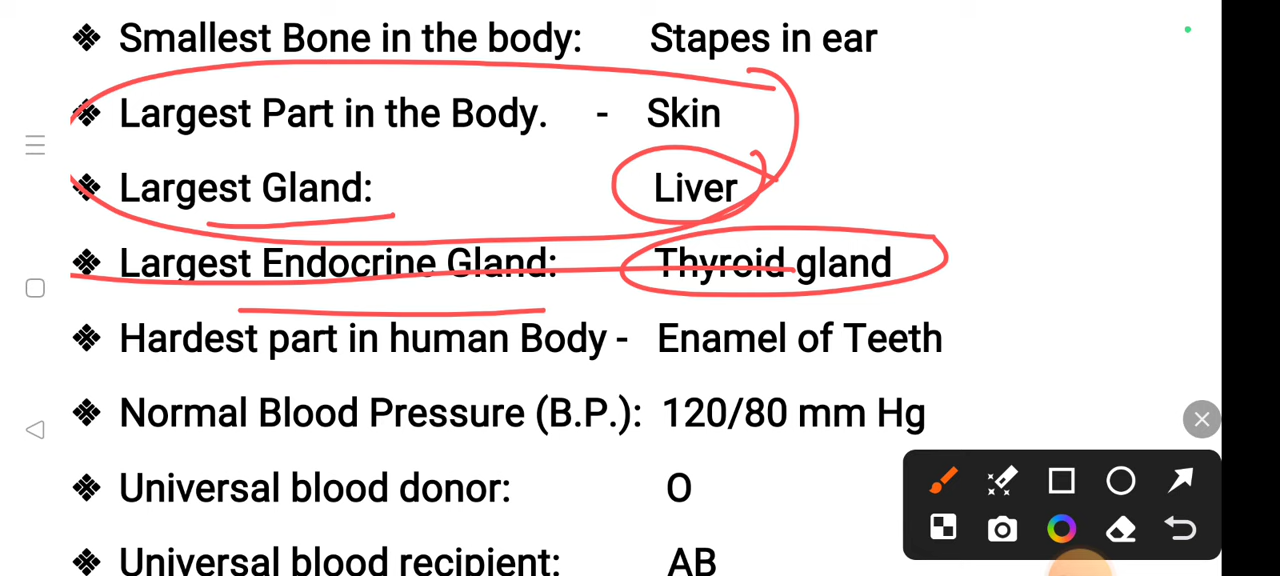 ❖ Smallest Bone in the body: Stapes in ear
❖ Largest Part in the Body. - Skin
❖ Largest Gland: Liver
❖ Largest Endocrine Gland: Thyroid gland
❖ Hardest part in human Body - Enamel of Teeth
❖ Normal Blood Pressure (B.P.): 120/80 mm Hg
❖ Universal blood donor: O
❖ Universal blood recipient: AB